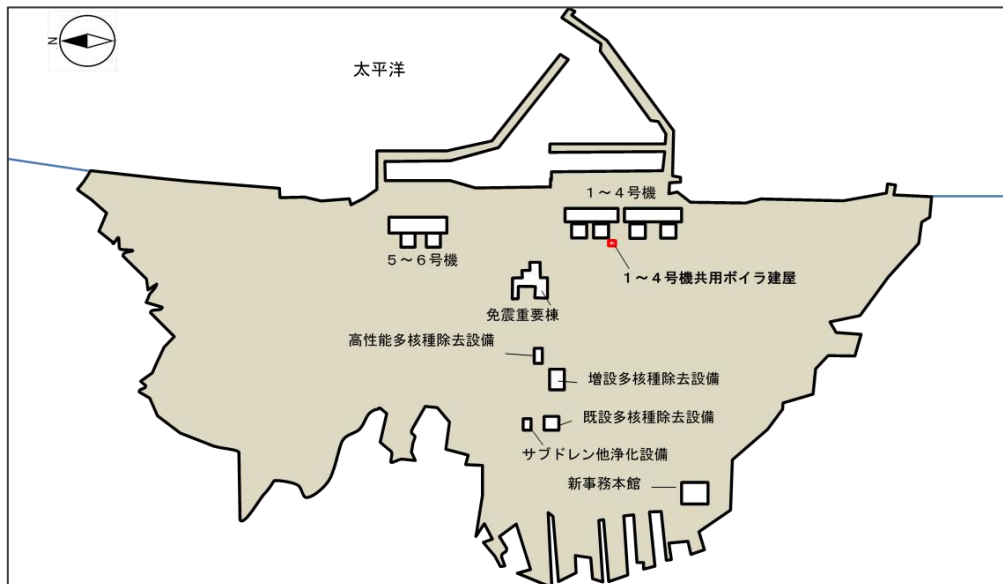 N
太平洋
1～4号機
5～6号機
1～4号機共用ボイラ建屋
免震重要棟
高性能多核種除去設備
増設多核種除去設備
既設多核種除去設備
サブドレン他浄化設備
新事務本館